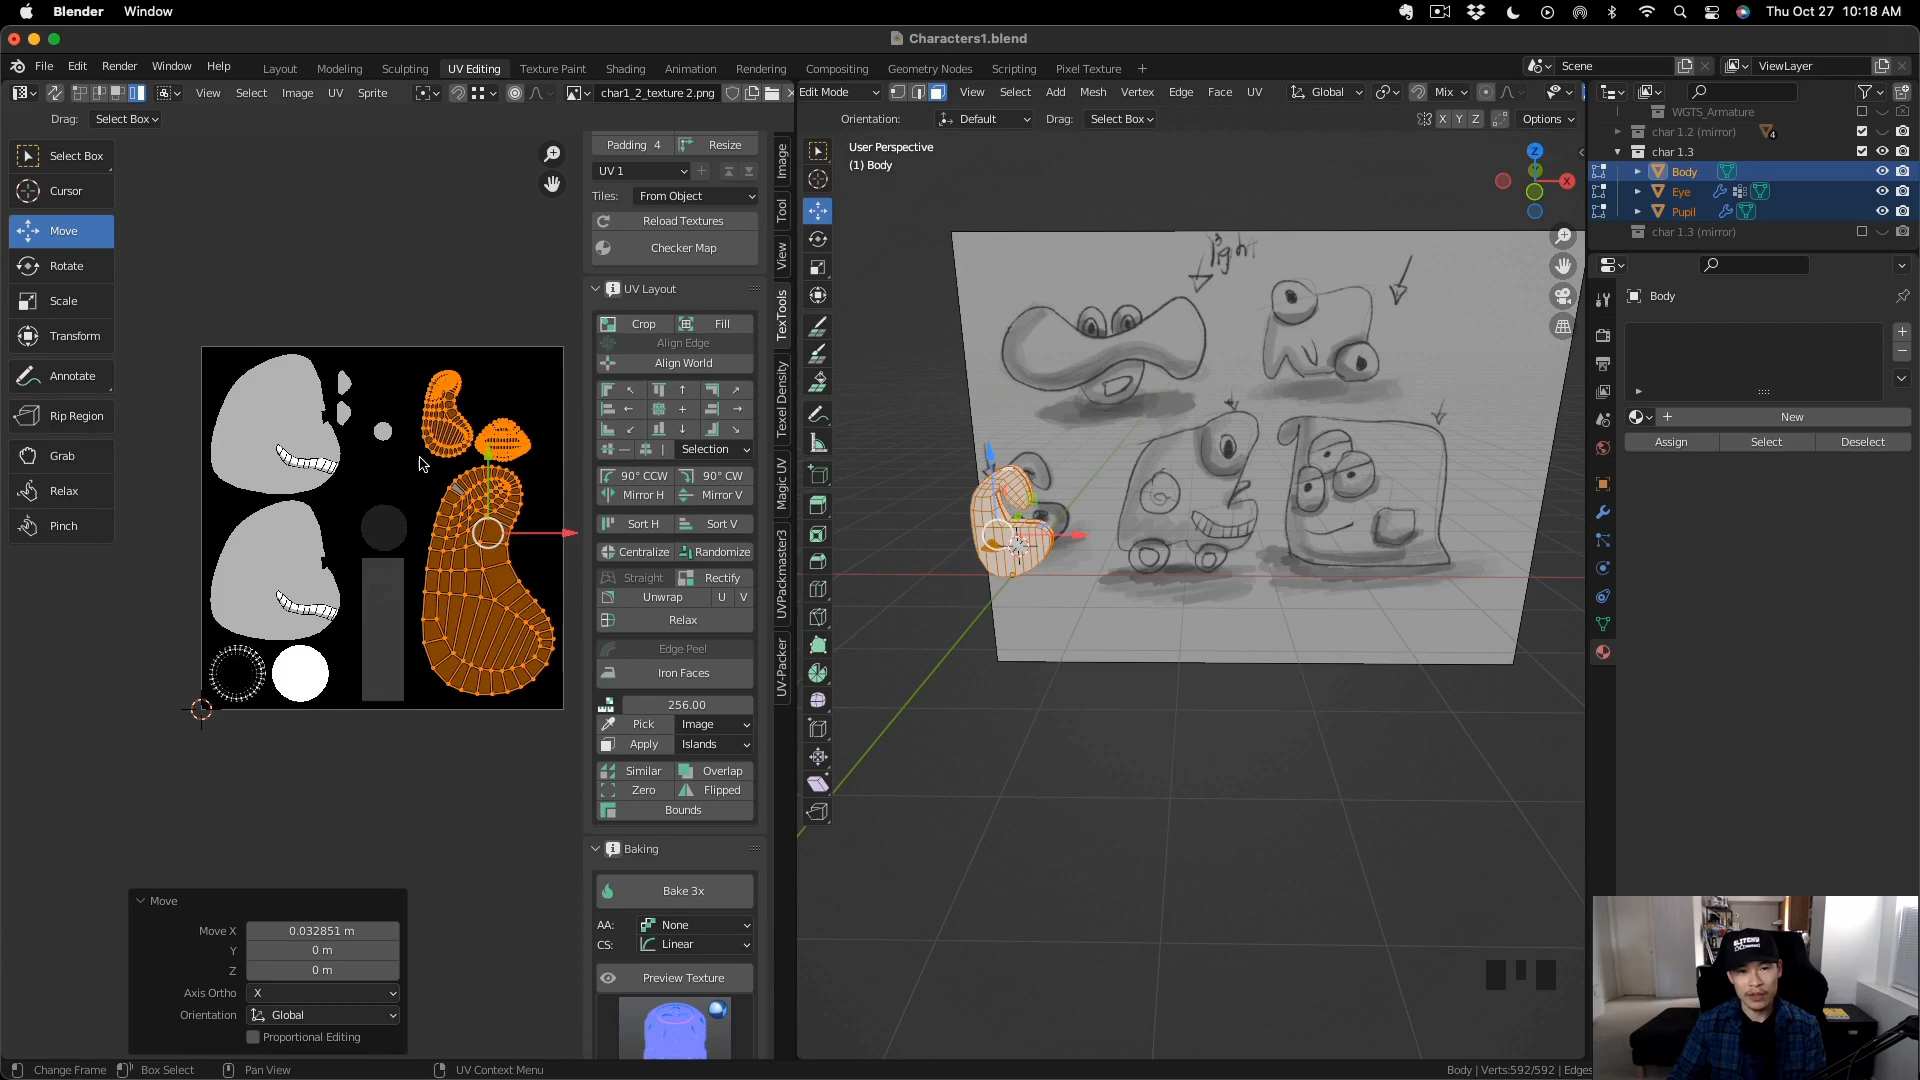 Blender Window Thu Oct 27 10:18 AM
Characters1.blend
File Edit Render Window Help Layout Modeling Sculpting UV Editing Texture Paint Shading Animation Rendering Compositing Geometry Nodes Scripting Pixel Texture + Scene ViewLayer
View Select Image UV Sprite char1_2_texture 2.png Edit Mode View Select Add Mesh Vertex Edge Face UV Global Mix
Drag: Select Box Orientation: Default Drag: Select Box X Y Z Options
WGTS_Armature
char 1.2 (mirror) 4
char 1.3
Body
Eye
Pupil
char 1.3 (mirror)
Select Box
Cursor
Move
Rotate
Scale
Transform
Annotate
Rip Region
Grab
Relax
Pinch
Padding 4 Resize
UV 1
Tiles: From Object
Reload Textures
Checker Map
UV Layout
Crop Fill
Align Edge
Align World
Selection
90° CCW 90° CW
Mirror H Mirror V
Sort H Sort V
Centralize Randomize
Straight Rectify
Unwrap U V
Relax
Edge Peel
Iron Faces
256.00
Pick Image
Apply Islands
Similar Overlap
Zero Flipped
Bounds
Baking
Bake 3x
AA: None
CS: Linear
Preview Texture
Image
Tool
View
TexTools
Texel Density
Magic UV
UVPackmaster3
UV-Packer
User Perspective
(1) Body
Z
X
light
Body
New
Assign Select Deselect
Move
Move X 0.032851 m
Y 0 m
Z 0 m
Axis Ortho X
Orientation Global
Proportional Editing
GLITCHY
Change Frame Box Select Pan View UV Context Menu Body | Verts:592/592 | Edges